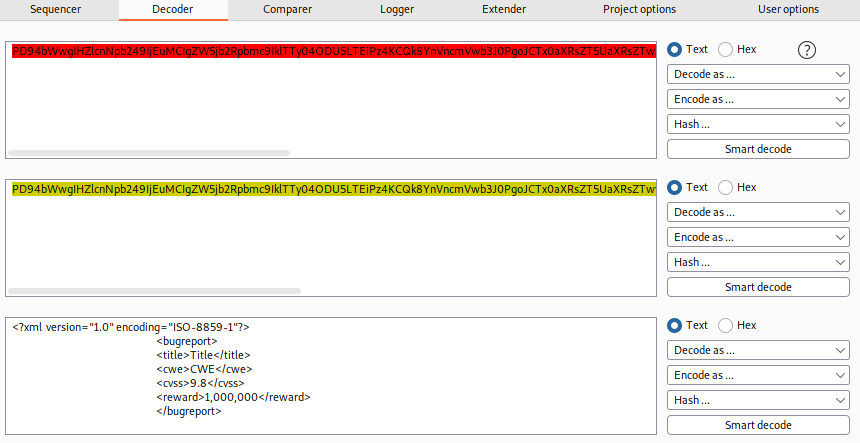 Sequencer Decoder Comparer Logger Extender Project options User options
PD94bWwgIHZlcnNpb249IjEuMCIgZW5jb2Rpbmc9IklTTy04ODU5LTEiPz4KCQk8YnVncmVwb3J0PgoJCTx0aXRsZT5UaXRsZTw
Text Hex ?
Decode as ...
Encode as ...
Hash ...
Smart decode
PD94bWwgIHZlcnNpb249IjEuMCIgZW5jb2Rpbmc9IklTTy04ODU5LTEiPz4KCQk8YnVncmVwb3J0PgoJCTx0aXRsZT5UaXRsZTw
Text Hex
Decode as ...
Encode as ...
Hash ...
Smart decode
<?xml version="1.0" encoding="ISO-8859-1"?>
<bugreport>
<title>Title</title>
<cwe>CWE</cwe>
<cvss>9.8</cvss>
<reward>1,000,000</reward>
</bugreport>
Text Hex
Decode as ...
Encode as ...
Hash ...
Smart decode